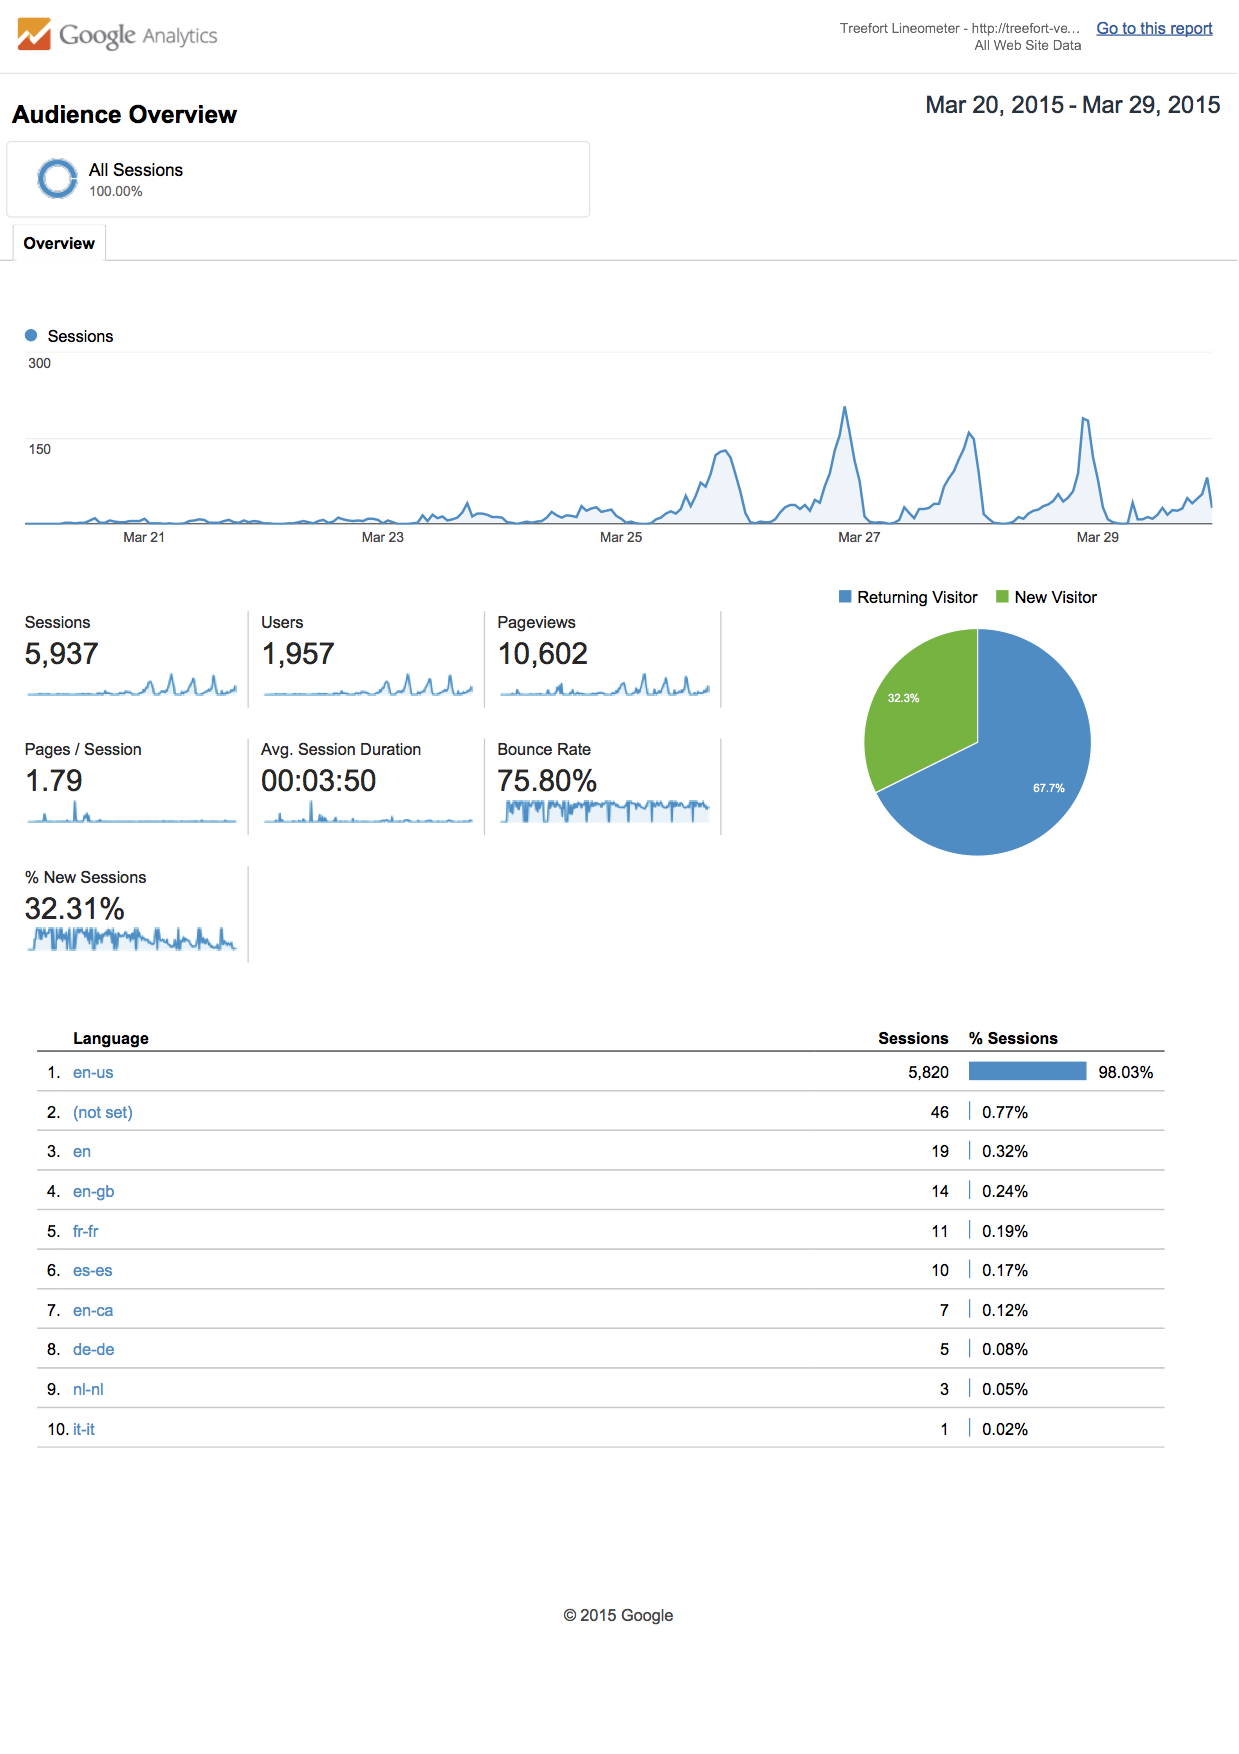 Google Analytics
Treefort Lineometer - http://treefort-ve...
All Web Site Data
Go to this report
Audience Overview
Mar 20, 2015 - Mar 29, 2015
All Sessions
100.00%
Overview
Sessions
300
150
Mar 21 Mar 23 Mar 25 Mar 27 Mar 29
Returning Visitor New Visitor
32.3%
67.7%
Sessions
5,937
Users
1,957
Pageviews
10,602
Pages / Session
1.79
Avg. Session Duration
00:03:50
Bounce Rate
75.80%
% New Sessions
32.31%
Language Sessions % Sessions
1. en-us 5,820 98.03%
2. (not set) 46 0.77%
3. en 19 0.32%
4. en-gb 14 0.24%
5. fr-fr 11 0.19%
6. es-es 10 0.17%
7. en-ca 7 0.12%
8. de-de 5 0.08%
9. nl-nl 3 0.05%
10. it-it 1 0.02%
© 2015 Google